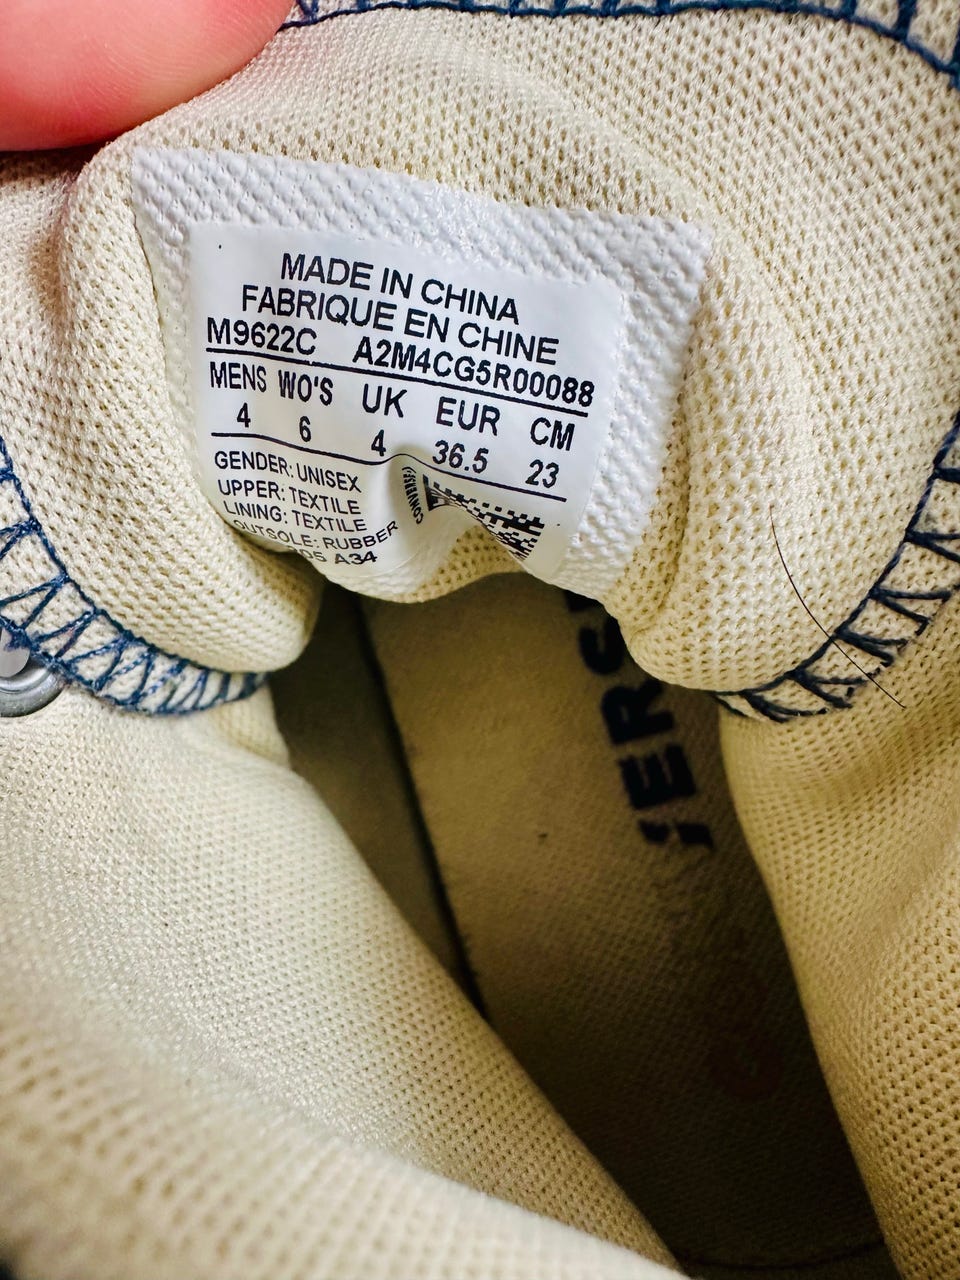 MADE IN CHINA
FABRIQUE EN CHINE
M9622C A2M4CG5R00088
MENS WO'S UK EUR CM
4 6 4 36.5 23
GENDER: UNISEX
UPPER: TEXTILE
LINING: TEXTILE
OUTSOLE: RUBBER
A34
CONVERSE